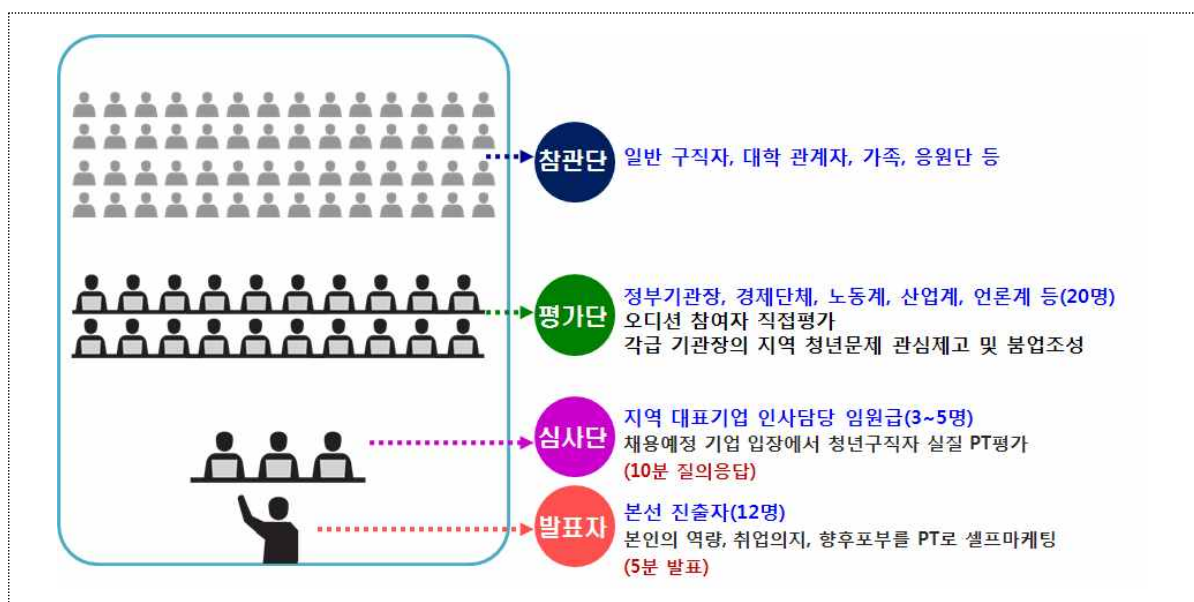 참관단
일반 구직자, 대학 관계자, 가족, 응원단 등
평가단
정부기관장, 경제단체, 노동계, 산업계, 언론계 등(20명)
오디션 참여자 직접평가
각급 기관장의 지역 청년문제 관심제고 및 붐업조성
심사단
지역 대표기업 인사담당 임원급(3~5명)
채용예정 기업 입장에서 청년구직자 실질 PT평가
(10분 질의응답)
발표자
본선 진출자(12명)
본인의 역량, 취업의지, 향후포부를 PT로 셀프마케팅
(5분 발표)